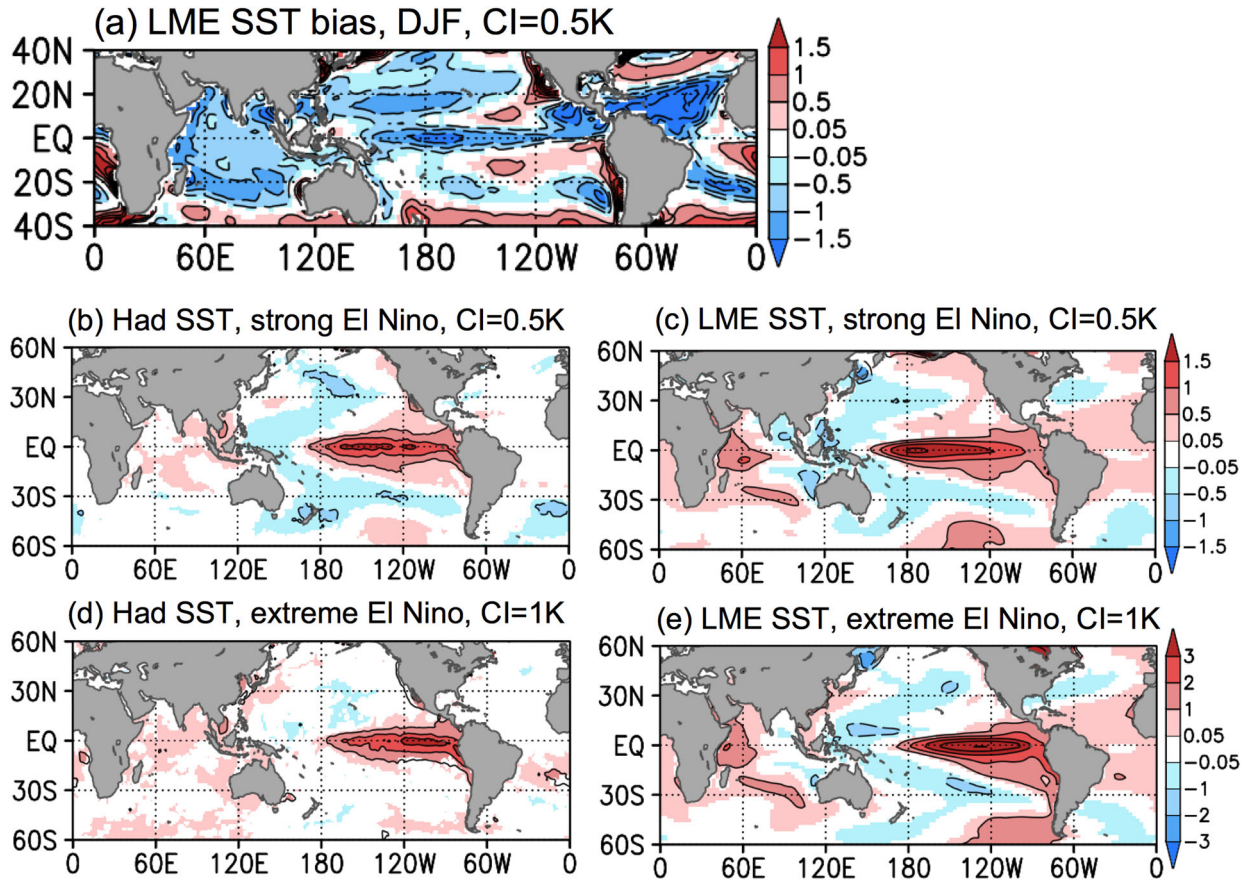 (a) LME SST bias, DJF, CI=0.5K
40N
20N
EQ
20S
40S
0 60E 120E 180 120W 60W 0
1.5
1
0.5
0.05
−0.05
−0.5
−1
−1.5
(b) Had SST, strong El Nino, CI=0.5K
60N
30N
EQ
30S
60S
0 60E 120E 180 120W 60W 0
(c) LME SST, strong El Nino, CI=0.5K
60N
30N
EQ
30S
60S
0 60E 120E 180 120W 60W 0
1.5
1
0.5
0.05
−0.05
−0.5
−1
−1.5
(d) Had SST, extreme El Nino, CI=1K
60N
30N
EQ
30S
60S
0 60E 120E 180 120W 60W 0
(e) LME SST, extreme El Nino, CI=1K
60N
30N
EQ
30S
60S
0 60E 120E 180 120W 60W 0
3
2
1
0.05
−0.05
−1
−2
−3